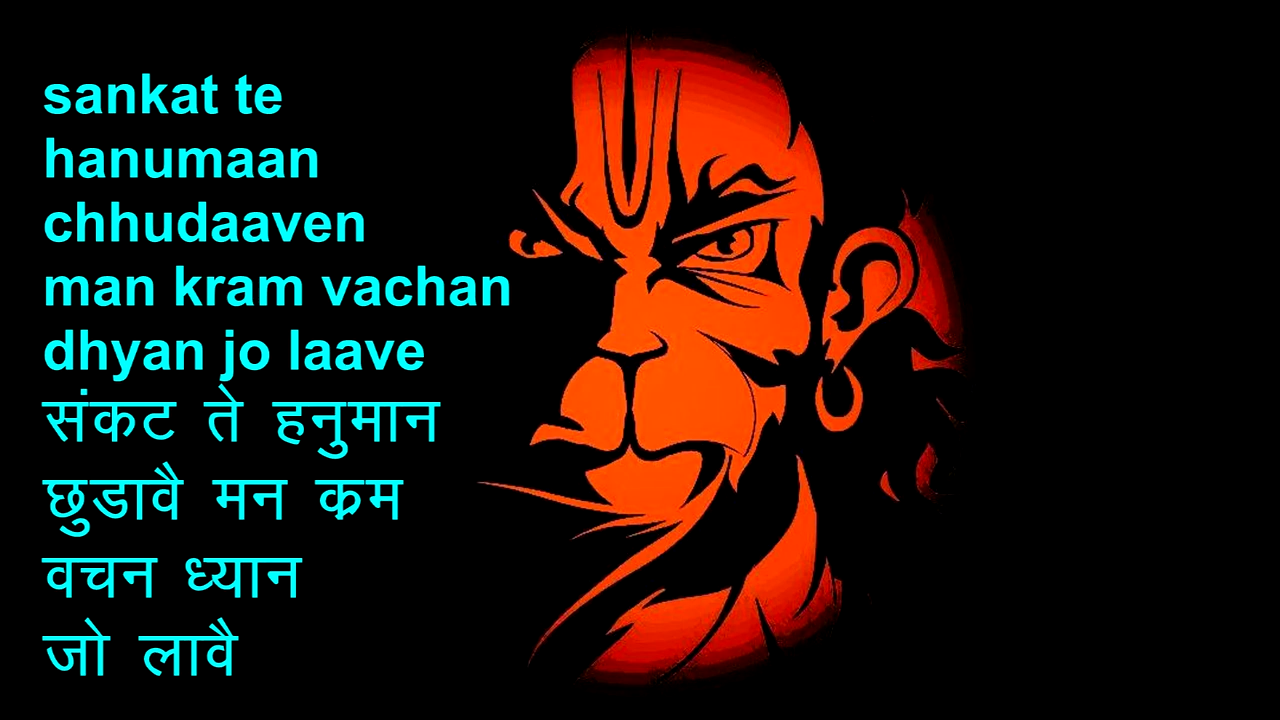 sankat te
hanumaan
chhudaaven
man kram vachan
dhyan jo laave
संकट ते हनुमान
छुडावै मन क्रम
वचन ध्यान
जो लावै